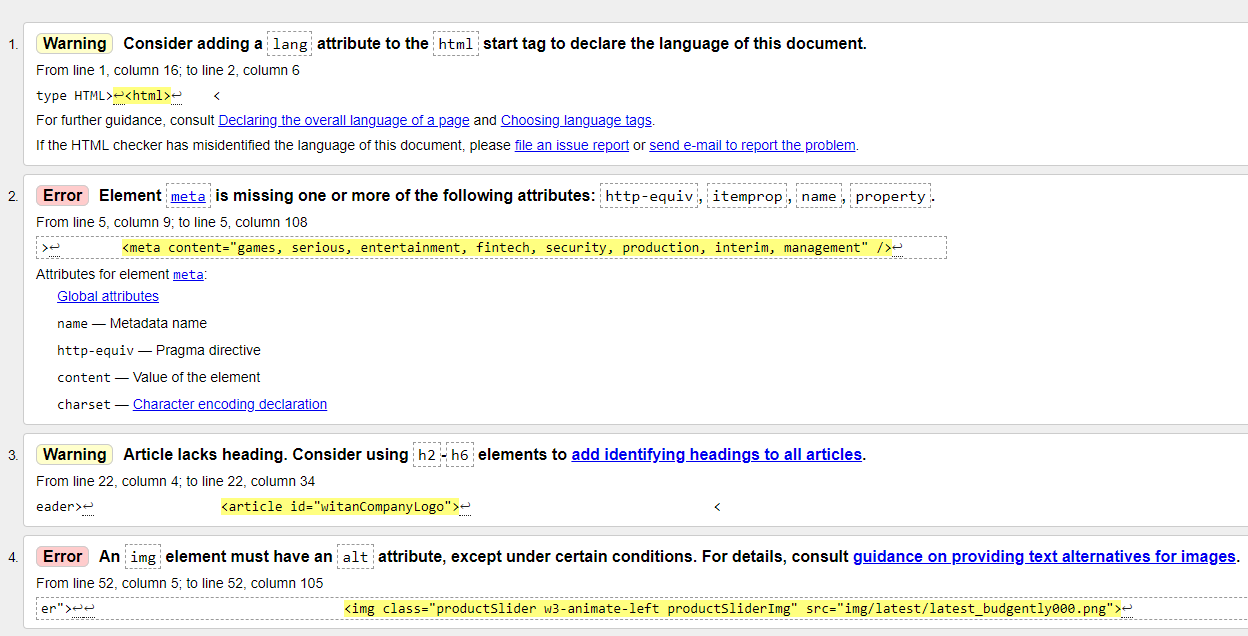 1. Warning Consider adding a lang attribute to the html start tag to declare the language of this document.
From line 1, column 16; to line 2, column 6
type HTML>↩<html>↩ <
For further guidance, consult Declaring the overall language of a page and Choosing language tags.
If the HTML checker has misidentified the language of this document, please file an issue report or send e-mail to report the problem.
2. Error Element meta is missing one or more of the following attributes: http-equiv, itemprop, name, property.
From line 5, column 9; to line 5, column 108
>↩ <meta content="games, serious, entertainment, fintech, security, production, interim, management" />↩
Attributes for element meta:
Global attributes
name — Metadata name
http-equiv — Pragma directive
content — Value of the element
charset — Character encoding declaration
3. Warning Article lacks heading. Consider using h2-h6 elements to add identifying headings to all articles.
From line 22, column 4; to line 22, column 34
eader>↩ <article id="witanCompanyLogo">↩ <
4. Error An img element must have an alt attribute, except under certain conditions. For details, consult guidance on providing text alternatives for images.
From line 52, column 5; to line 52, column 105
er">↩↩ <img class="productSlider w3-animate-left productSliderImg" src="img/latest/latest_budgently000.png">↩